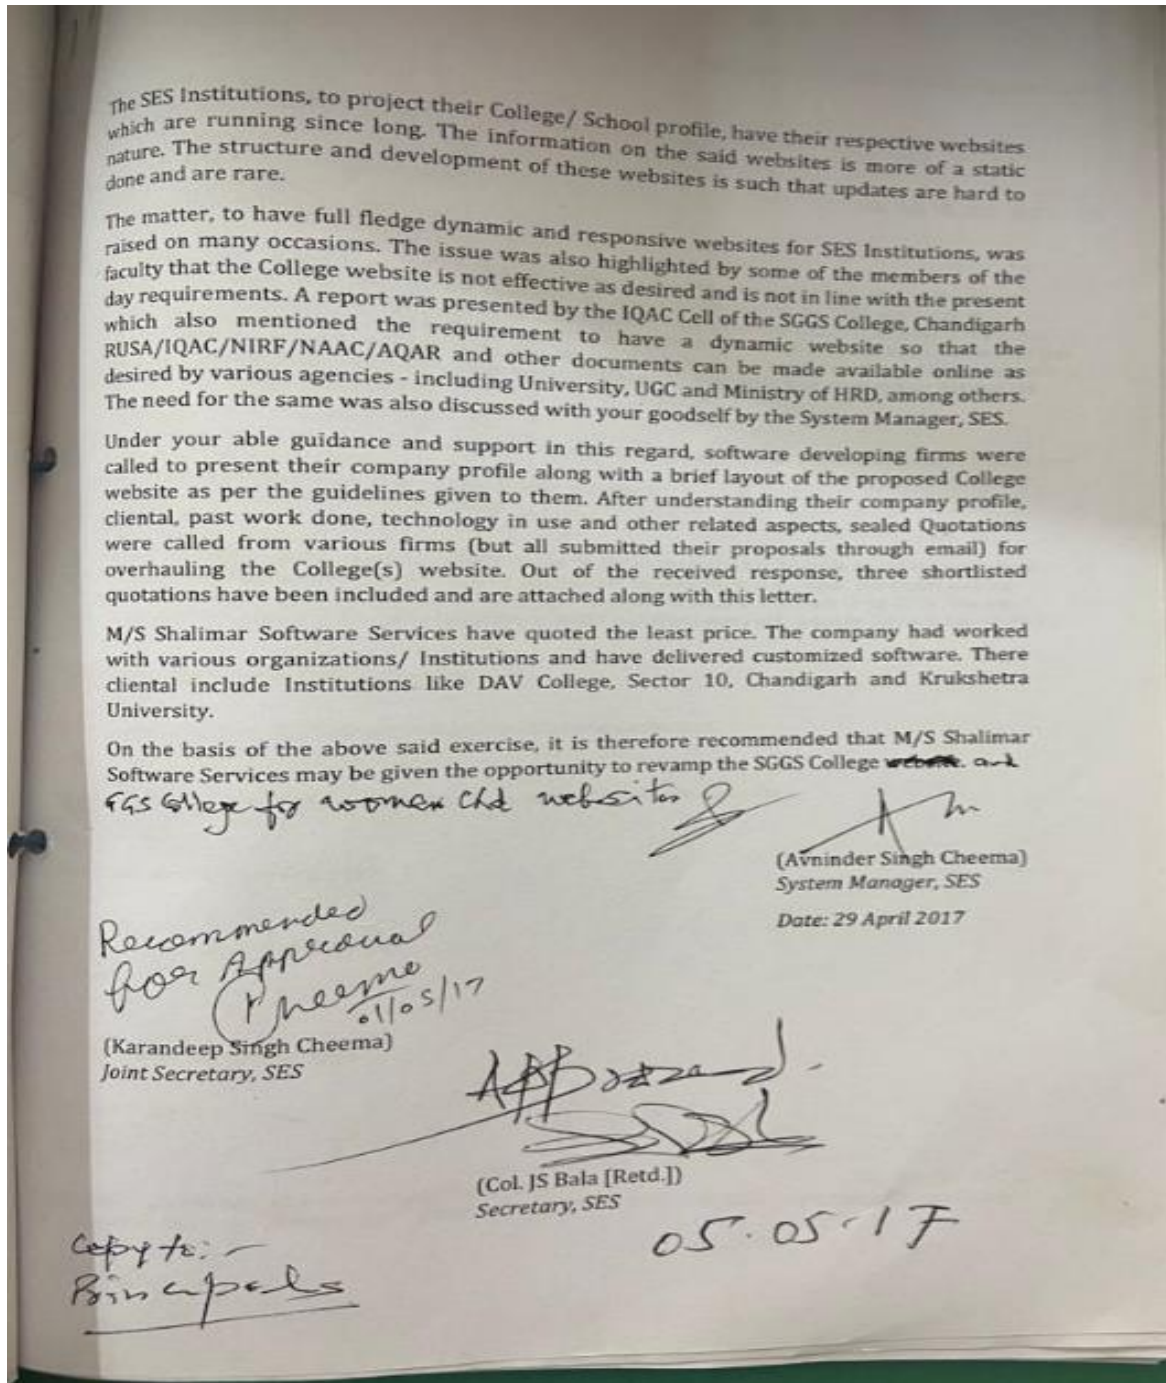 The SES Institutions, to project their College/ School profile, have their respective websites
which are running since long. The information on the said websites is more of a static
nature. The structure and development of these websites is such that updates are hard to
done and are rare.
The matter, to have full fledge dynamic and responsive websites for SES Institutions, was
raised on many occasions. The issue was also highlighted by some of the members of the
faculty that the College website is not effective as desired and is not in line with the present
day requirements. A report was presented by the IQAC Cell of the SGGS College, Chandigarh
which also mentioned the requirement to have a dynamic website so that the
RUSA/IQAC/NIRF/NAAC/AQAR and other documents can be made available online as
desired by various agencies - including University, UGC and Ministry of HRD, among others.
The need for the same was also discussed with your goodself by the System Manager, SES.
Under your able guidance and support in this regard, software developing firms were
called to present their company profile along with a brief layout of the proposed College
website as per the guidelines given to them. After understanding their company profile,
cliental, past work done, technology in use and other related aspects, sealed Quotations
were called from various firms (but all submitted their proposals through email) for
overhauling the College(s) website. Out of the received response, three shortlisted
quotations have been included and are attached along with this letter.
M/S Shalimar Software Services have quoted the least price. The company had worked
with various organizations/ Institutions and have delivered customized software. There
cliental include Institutions like DAV College, Sector 10, Chandigarh and Krukshetra
University.
On the basis of the above said exercise, it is therefore recommended that M/S Shalimar
Software Services may be given the opportunity to revamp the SGGS College website. and
GGS College for women Chd websites
(Avninder Singh Cheema)
System Manager, SES
Date: 29 April 2017
Recommended
for Approval
Cheema
01/05/17
(Karandeep Singh Cheema)
Joint Secretary, SES
Approved.
(Col. JS Bala [Retd.])
Secretary, SES
05.05.17
Copy to:-
Principals